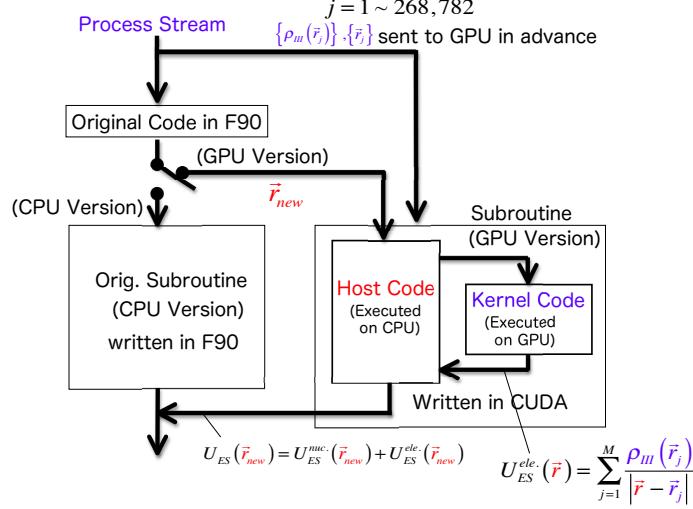 j = 1 ~ 268,782
Process Stream
{ρ_III(r⃗_j)},{r⃗_j} sent to GPU in advance
Original Code in F90
(GPU Version)
r⃗_new
(CPU Version)
Subroutine
(GPU Version)
Orig. Subroutine
(CPU Version)
written in F90
Host Code
(Executed
on CPU)
Kernel Code
(Executed
on GPU)
Written in CUDA
U_ES(r⃗_new) = U_ES^nuc.(r⃗_new) + U_ES^ele.(r⃗_new)
U_ES^ele.(r⃗) = ∑_{j=1}^{M} ρ_III(r⃗_j) / |r⃗ − r⃗_j|